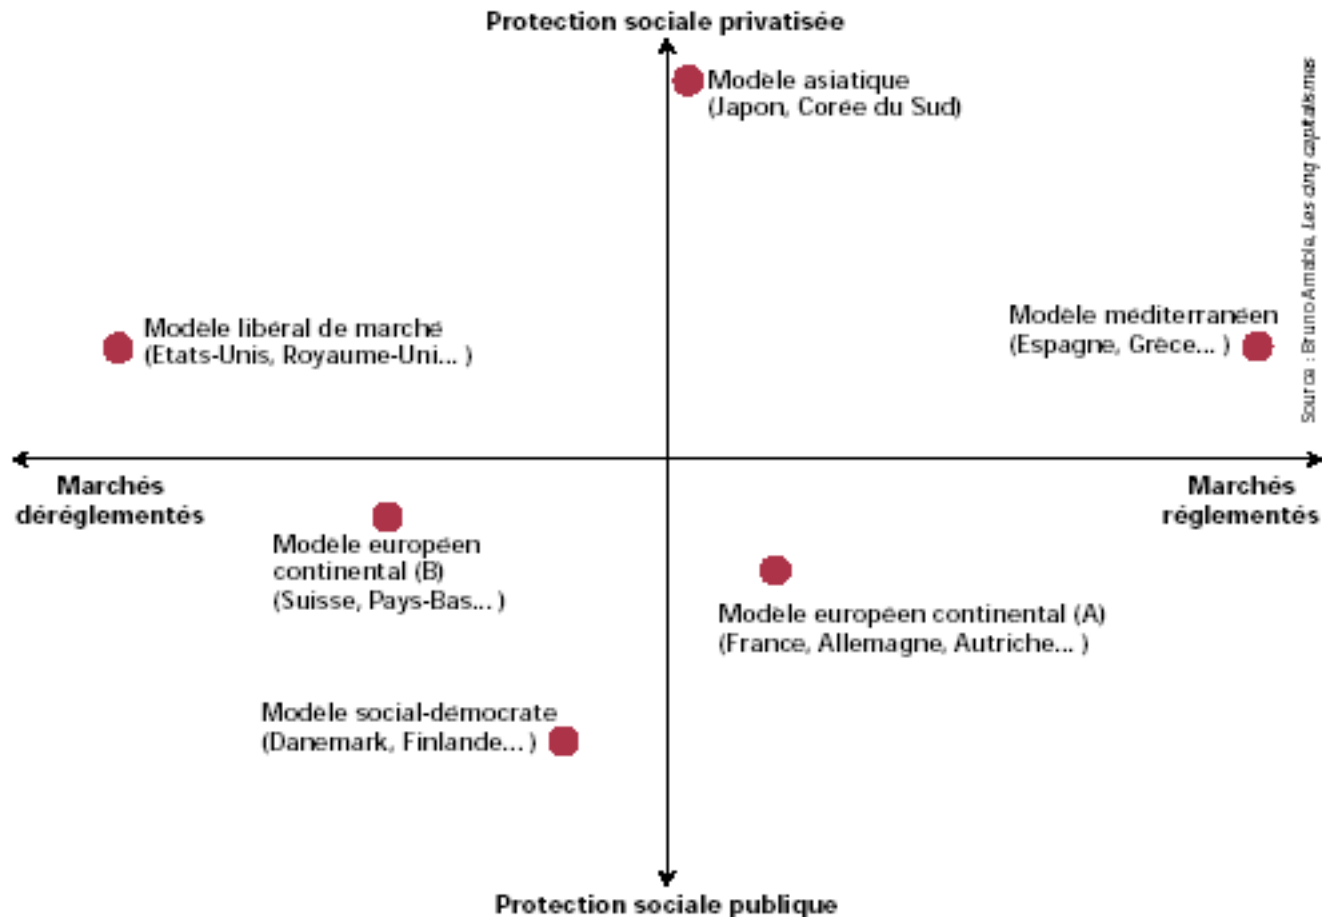 Protection sociale privatisée
Modèle asiatique
(Japon, Corée du Sud)
Source : Bruno Amable, Les cinq capitalismes
Modèle libéral de marché
(Etats-Unis, Royaume-Uni... )
Modèle méditerranéen
(Espagne, Grèce... )
Marchés
déréglementés
Marchés
réglementés
Modèle européen
continental (B)
(Suisse, Pays-Bas... )
Modèle européen continental (A)
(France, Allemagne, Autriche... )
Modèle social-démocrate
(Danemark, Finlande... )
Protection sociale publique